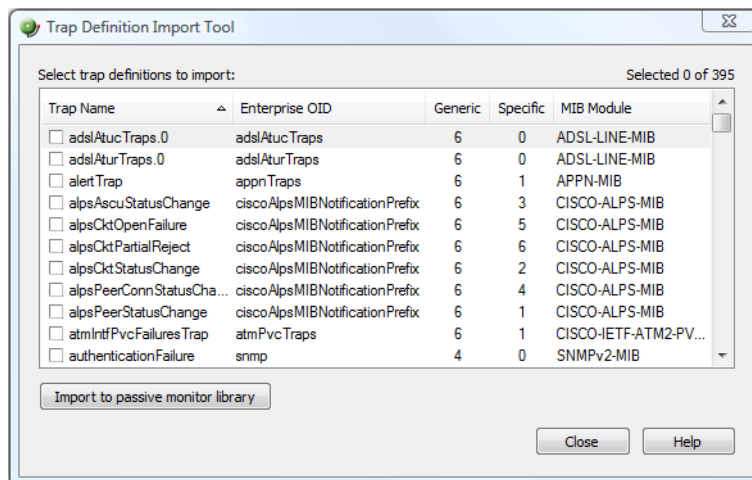 Trap Definition Import Tool
Select trap definitions to import: Selected 0 of 395
Trap Name Enterprise OID Generic Specific MIB Module
adslAtucTraps.0 adslAtucTraps 6 0 ADSL-LINE-MIB
adslAturTraps.0 adslAturTraps 6 0 ADSL-LINE-MIB
alertTrap appnTraps 6 1 APPN-MIB
alpsAscuStatusChange ciscoAlpsMIBNotificationPrefix 6 3 CISCO-ALPS-MIB
alpsCktOpenFailure ciscoAlpsMIBNotificationPrefix 6 5 CISCO-ALPS-MIB
alpsCktPartialReject ciscoAlpsMIBNotificationPrefix 6 6 CISCO-ALPS-MIB
alpsCktStatusChange ciscoAlpsMIBNotificationPrefix 6 2 CISCO-ALPS-MIB
alpsPeerConnStatusCha... ciscoAlpsMIBNotificationPrefix 6 4 CISCO-ALPS-MIB
alpsPeerStatusChange ciscoAlpsMIBNotificationPrefix 6 1 CISCO-ALPS-MIB
atmIntfPvcFailuresTrap atmPvcTraps 6 1 CISCO-IETF-ATM2-PV...
authenticationFailure snmp 4 0 SNMPv2-MIB
Import to passive monitor library
Close Help